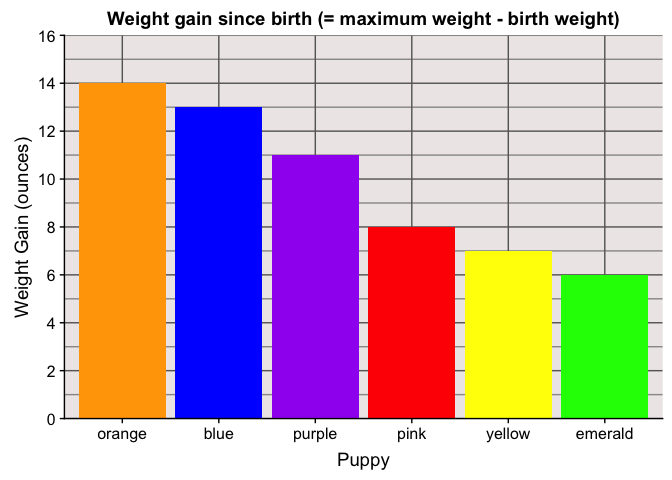 Weight gain since birth (= maximum weight - birth weight)
16
14
12
10
8
6
4
2
0
Weight Gain (ounces)
orange blue purple pink yellow emerald
Puppy